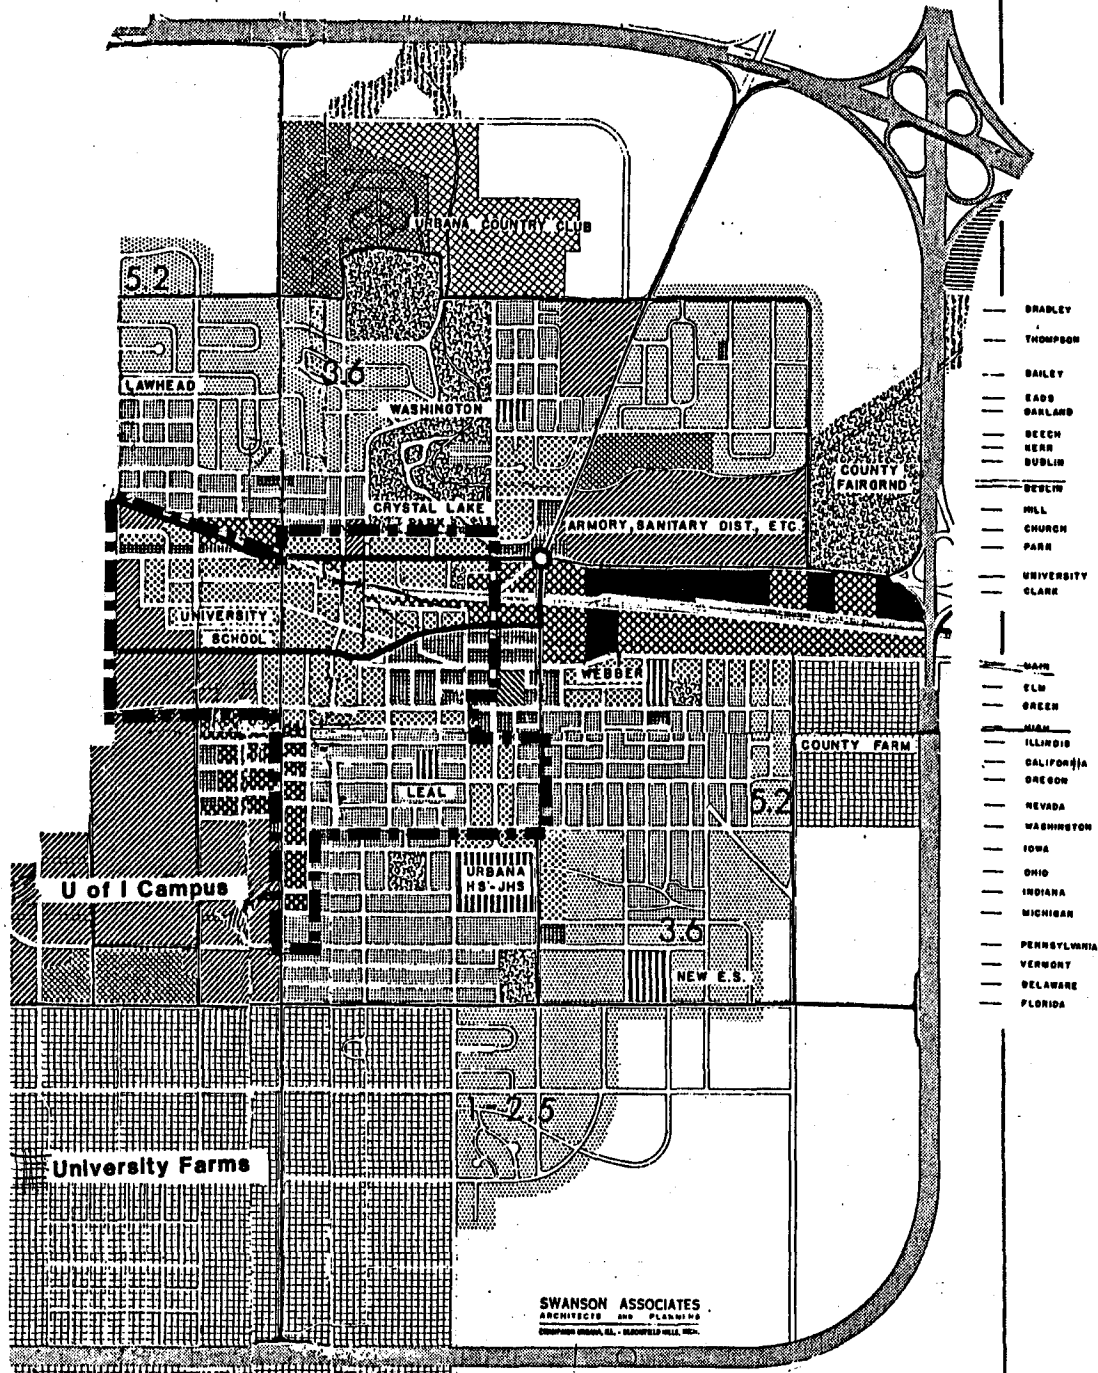 URBANA COUNTRY CLUB
5.2
BRADLEY
THOMPSON
3.6
BAILEY
LAWHEAD
EADS
OAKLAND
WASHINGTON
BEECH
KERR
DUBLIN
COUNTY
FAIRGRND
BESLIN
CRYSTAL LAKE
HILL
ARMORY, SANITARY DIST., ETC
CHURCH
PARK
UNIVERSITY
CLARK
UNIVERSITY
SCHOOL
MAIN
WEBBER
ELM
GREEN
HIGH
ILLINOIS
COUNTY FARM
CALIFORNIA
OREGON
LEAL
5.2
NEVADA
WASHINGTON
IOWA
URBANA
HS'-JHS
OHIO
U of I Campus
INDIANA
MICHIGAN
3.6
PENNSYLVANIA
VERMONT
NEW E.S.
DELAWARE
FLORIDA
1-2.5
University Farms
SWANSON ASSOCIATES
ARCHITECTS AND PLANNING